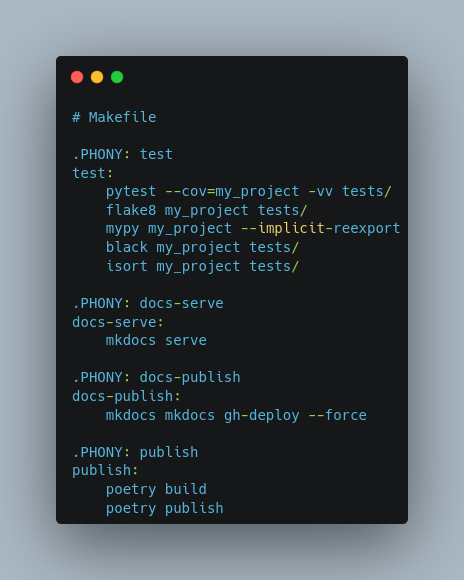 # Makefile
.PHONY: test
test:
    pytest --cov=my_project -vv tests/
    flake8 my_project tests/
    mypy my_project --implicit-reexport
    black my_project tests/
    isort my_project tests/
.PHONY: docs-serve
docs-serve:
    mkdocs serve
.PHONY: docs-publish
docs-publish:
    mkdocs mkdocs gh-deploy --force
.PHONY: publish
publish:
    poetry build
    poetry publish